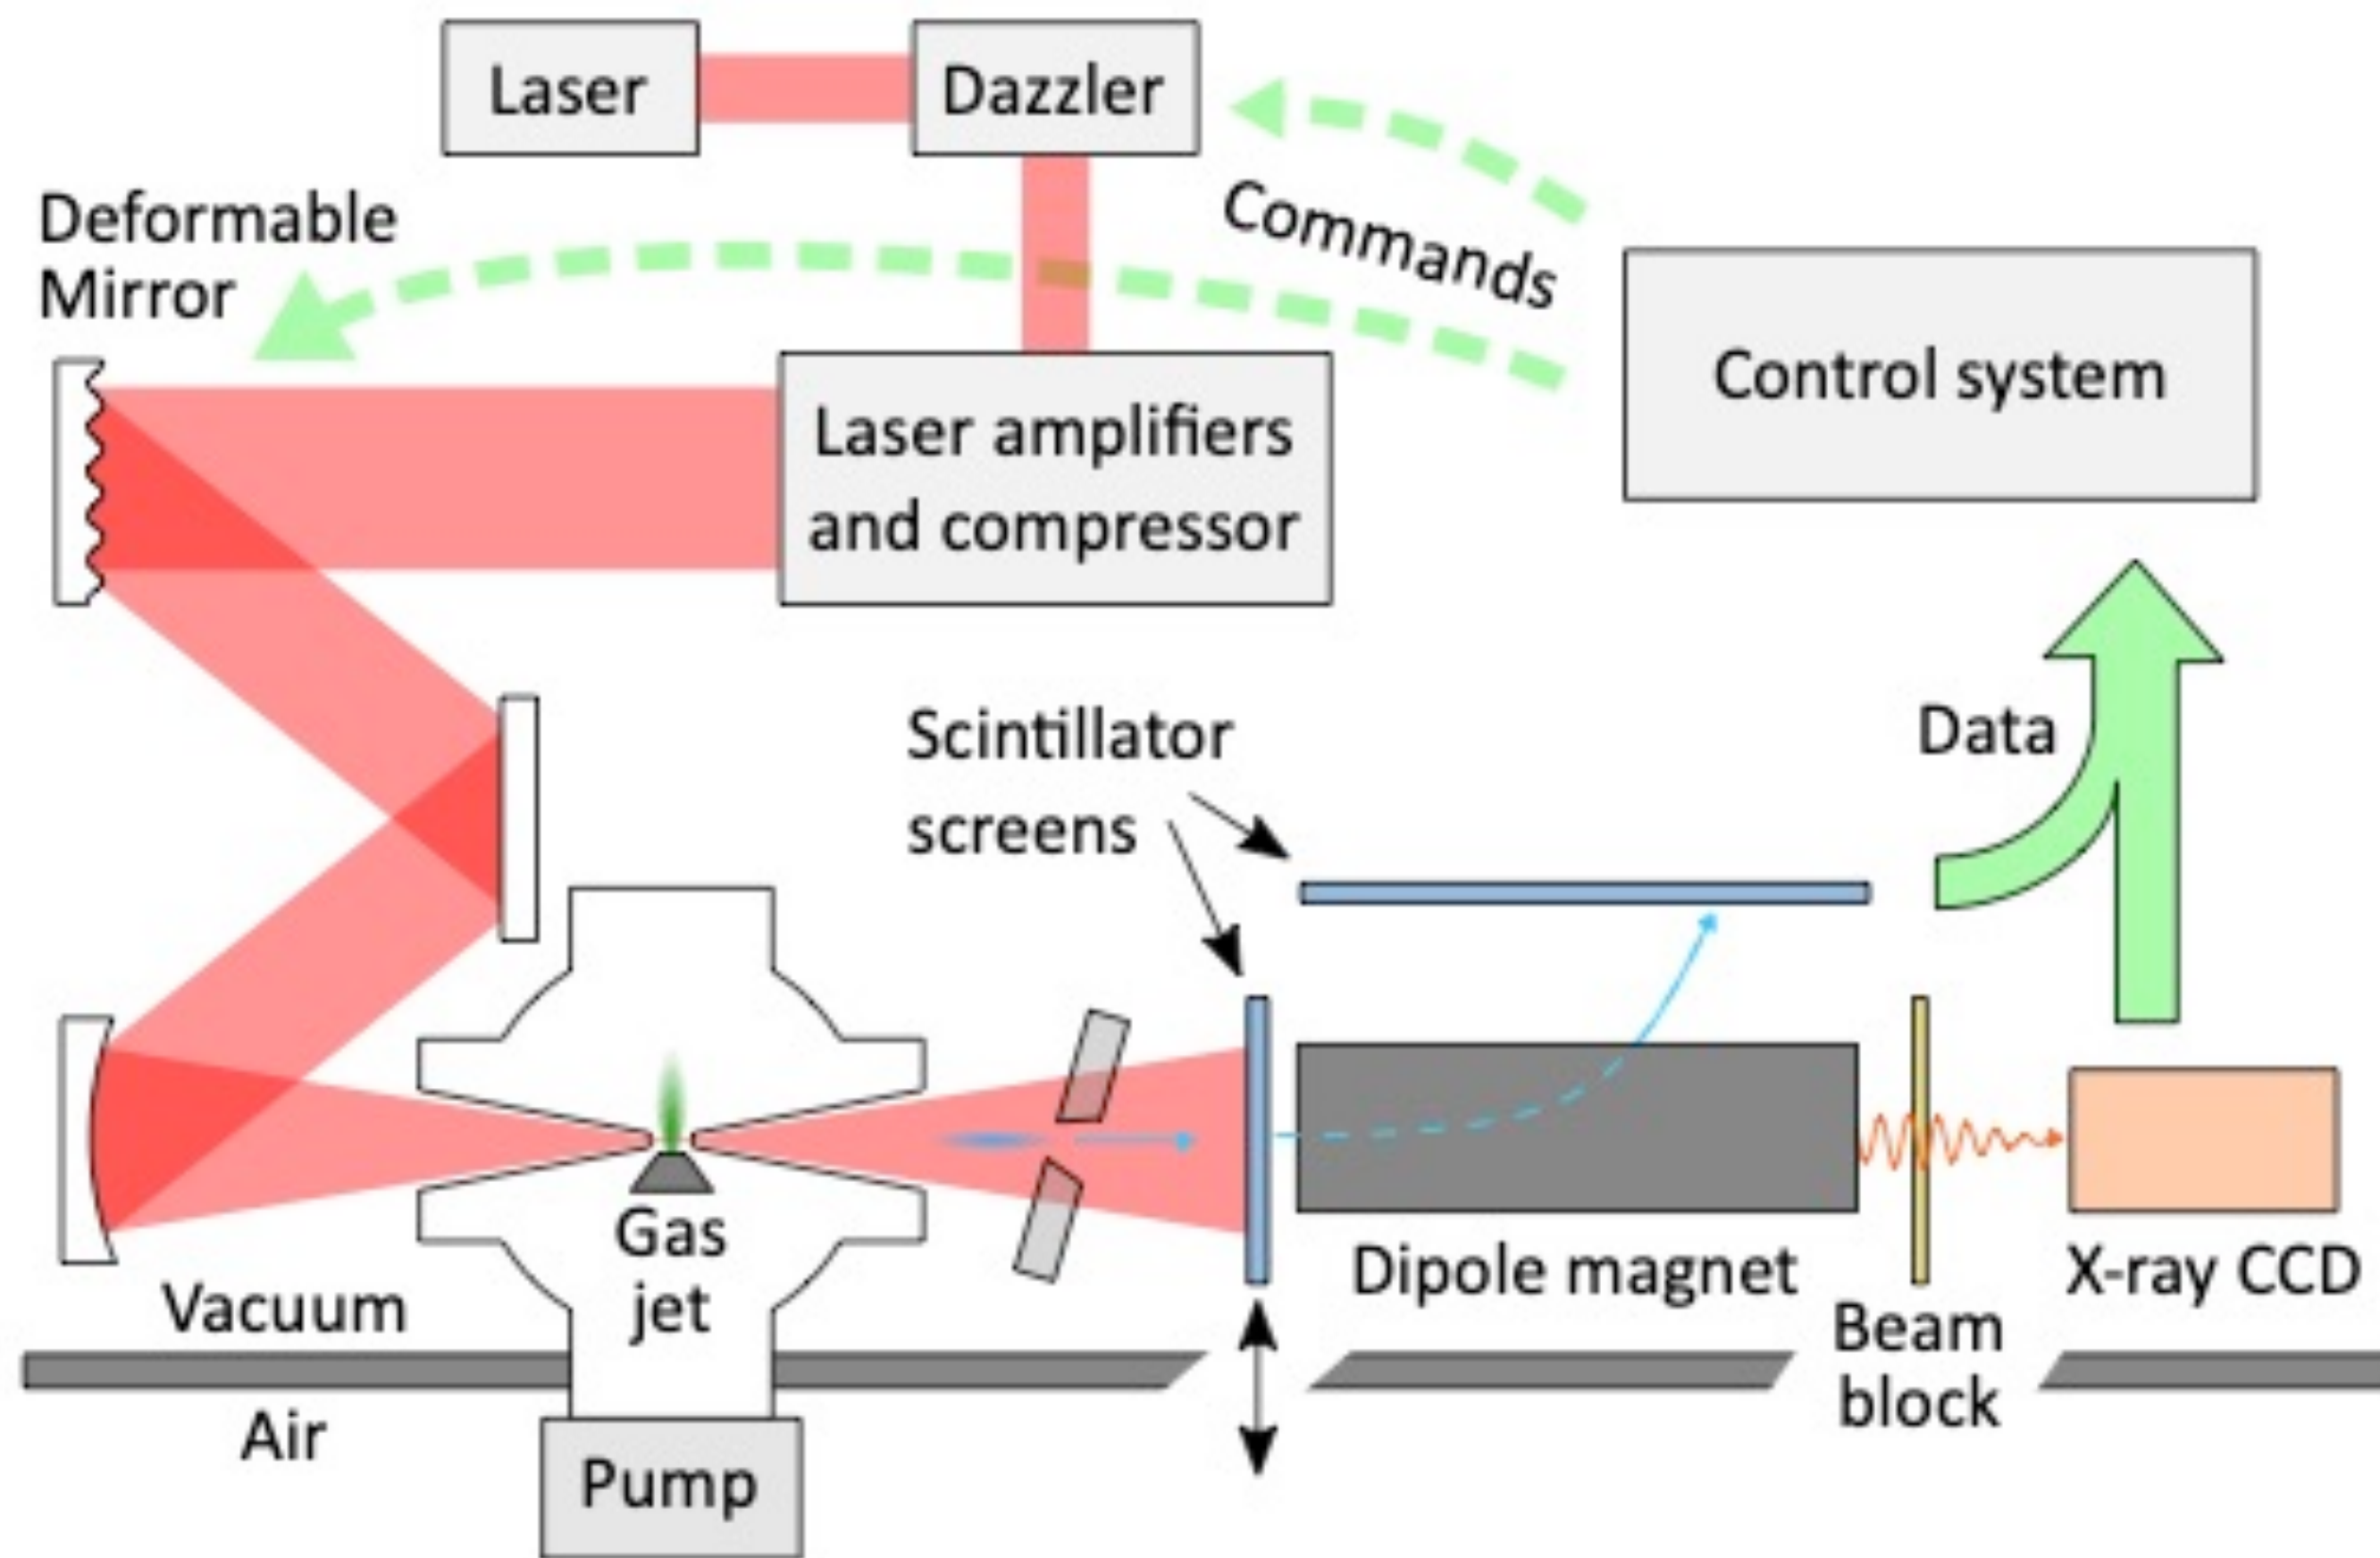 Laser
Dazzler
Deformable
Mirror
Commands
Control system
Laser amplifiers
and compressor
Scintillator
screens
Data
Gas
jet
Dipole magnet
X-ray CCD
Vacuum
Beam
block
Air
Pump